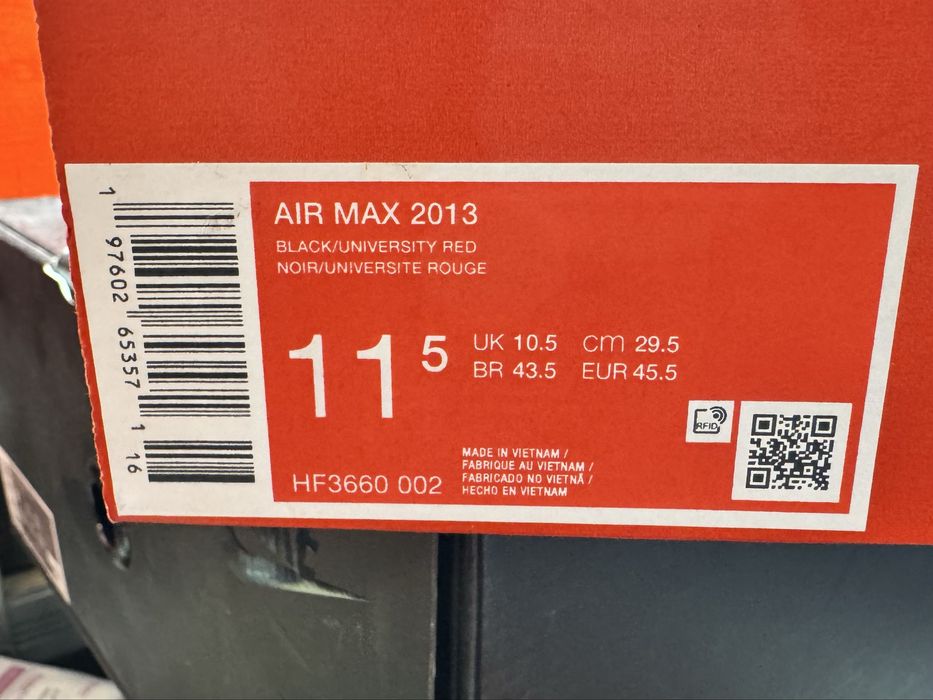 AIR MAX 2013
BLACK/UNIVERSITY RED
NOIR/UNIVERSITE ROUGE
11 5
UK 10.5 cm 29.5
BR 43.5 EUR 45.5
RFID
MADE IN VIETNAM /
FABRIQUE AU VIETNAM /
FABRICADO NO VIETNÃ /
HECHO EN VIETNAM
HF3660 002
1 97602 65357 1 16